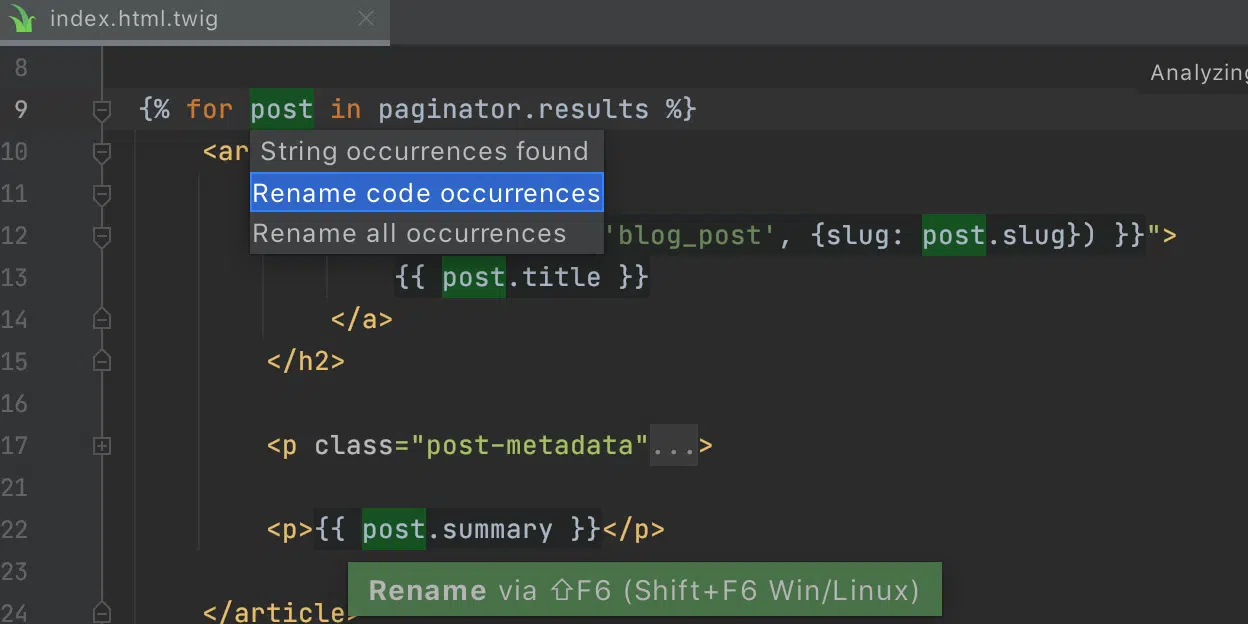 index.html.twig
8
Analyzing
9 {% for post in paginator.results %}
10 <ar
String occurrences found
11
Rename code occurrences
12 'blog_post', {slug: post.slug}) }}">
Rename all occurrences
13 {{ post.title }}
14 </a>
15 </h2>
16
17 <p class="post-metadata"...>
21
22 <p>{{ post.summary }}</p>
23
Rename via ⇧F6 (Shift+F6 Win/Linux)
24 </article>